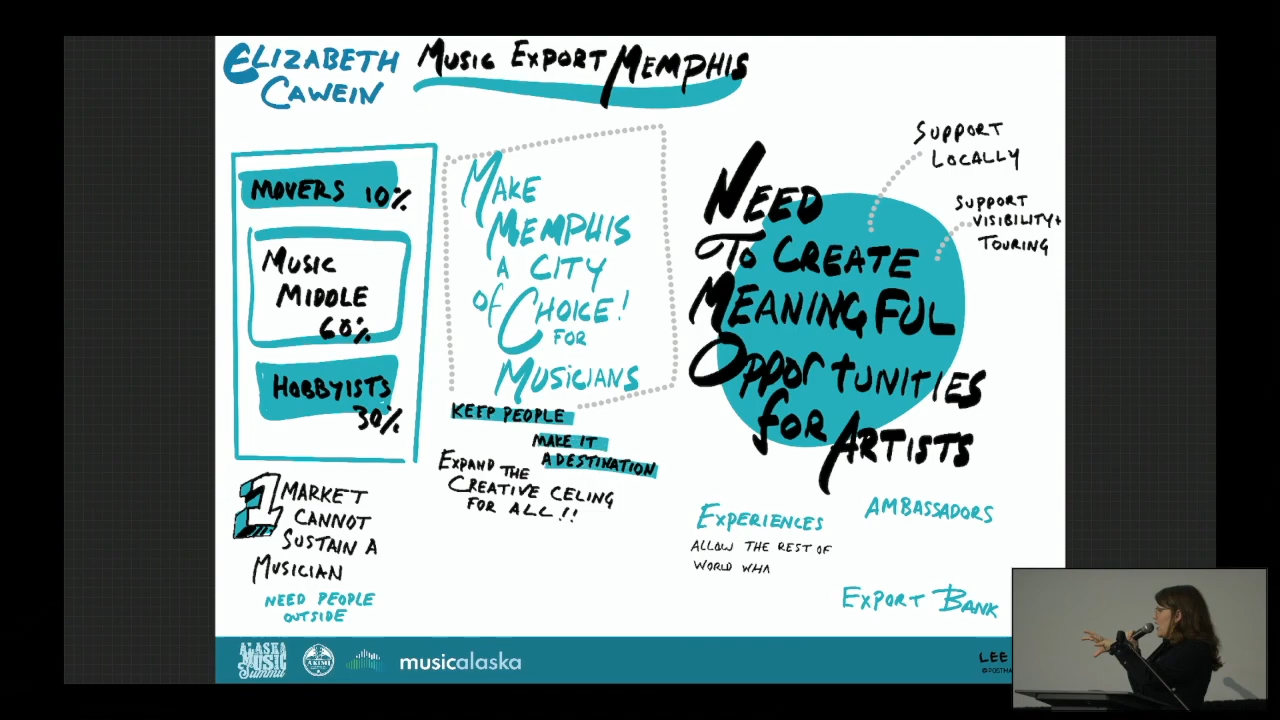 ELIZABETH
CAWEIN
MUSIC EXPORT MEMPHIS
MOVERS 10%
MUSIC
MIDDLE
60%
HOBBYISTS
30%
1 MARKET
CANNOT
SUSTAIN A
MUSICIAN
NEED PEOPLE
OUTSIDE
MAKE
MEMPHIS
A CITY
of CHOICE!
FOR
MUSICIANS
KEEP PEOPLE
MAKE IT
A DESTINATION
EXPAND THE
CREATIVE CELING
FOR ALL!!
NEED
TO CREATE
MEANINGFUL
OPPORTUNITIES
for ARTISTS
SUPPORT
LOCALLY
SUPPORT
VISIBILITY+
TOURING
EXPERIENCES
ALLOW THE REST OF
WORLD WHA
AMBASSADORS
EXPORT BANK
ALASKA
MUSIC
Summit
AKIMI
musicalaska
LEE
@POSTHA